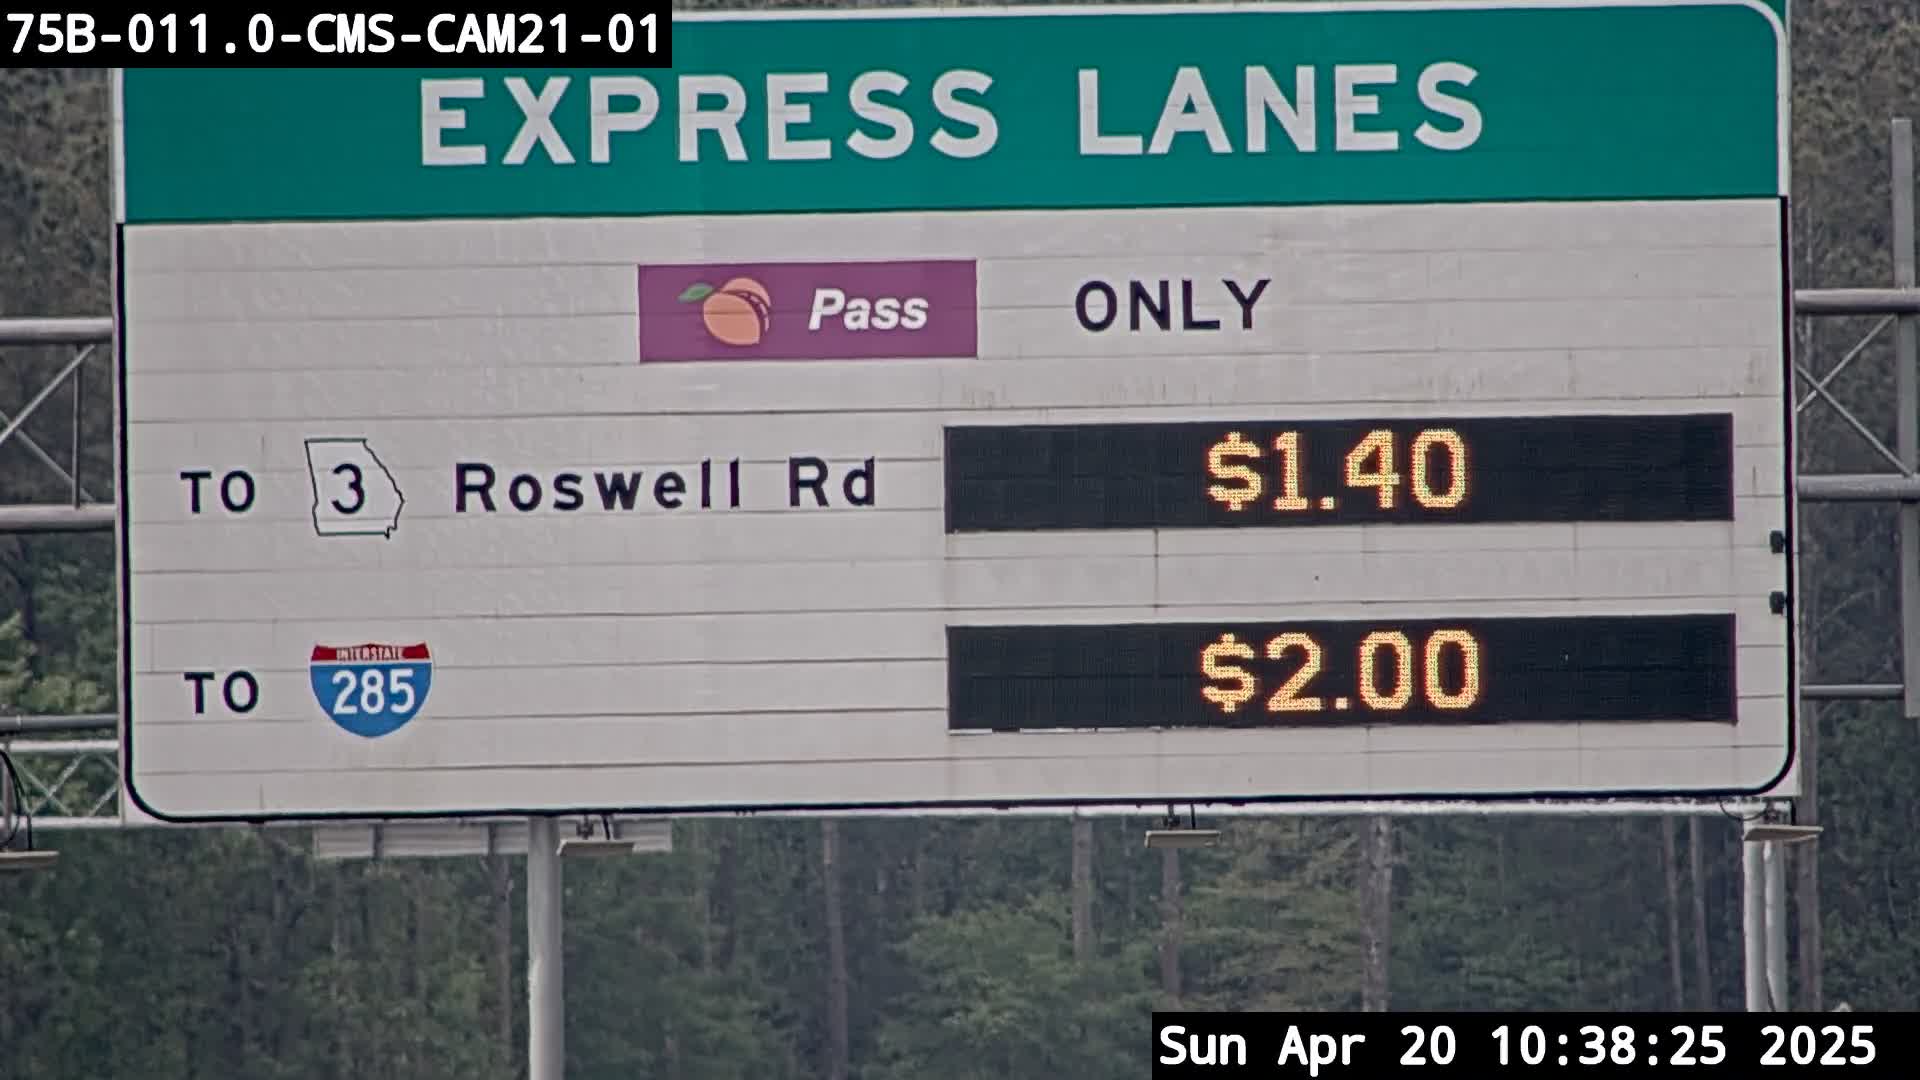 75B-011.0-CMS-CAM21-01
EXPRESS LANES
Pass ONLY
TO 3 Roswell Rd $1.40
INTERSTATE
TO 285 $2.00
Sun Apr 20 10:38:25 2025